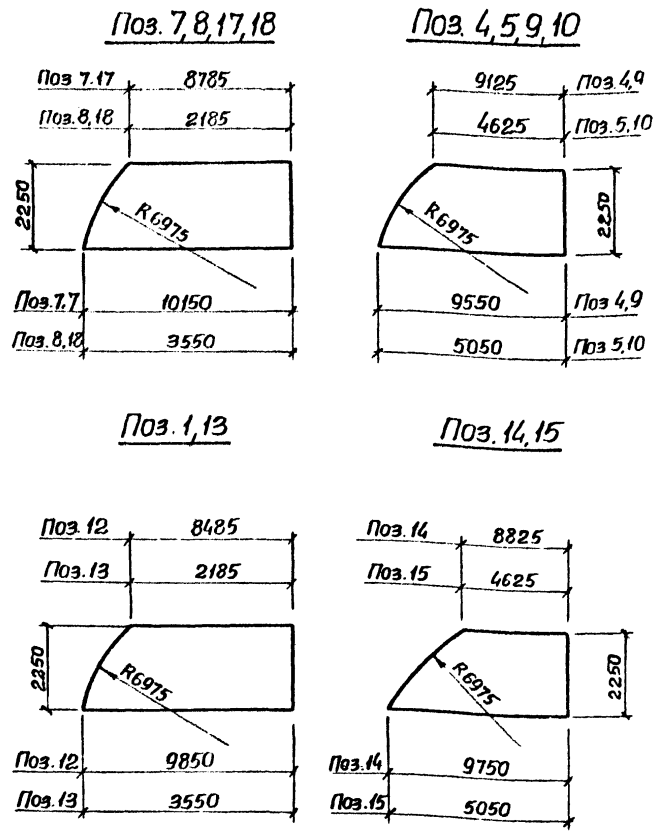 Поз. 7,8,17,18
Поз 7.17
8785
Поз.8,18
2185
2250
R6975
Поз.7.7
10150
Поз.8,18
3550
Поз. 4,5,9,10
9125
Поз 4,9
4625
Поз.5,10
2250
R6975
9550
Поз 4,9
5050
Поз 5,10
Поз. 1,13
Поз. 12
8485
Поз.13
2185
2250
R6975
Поз.12
9850
Поз.13
3550
Поз. 14,15
Поз.14
8825
Поз.15
4625
2250
R6975
Поз.14
9750
Поз.15
5050